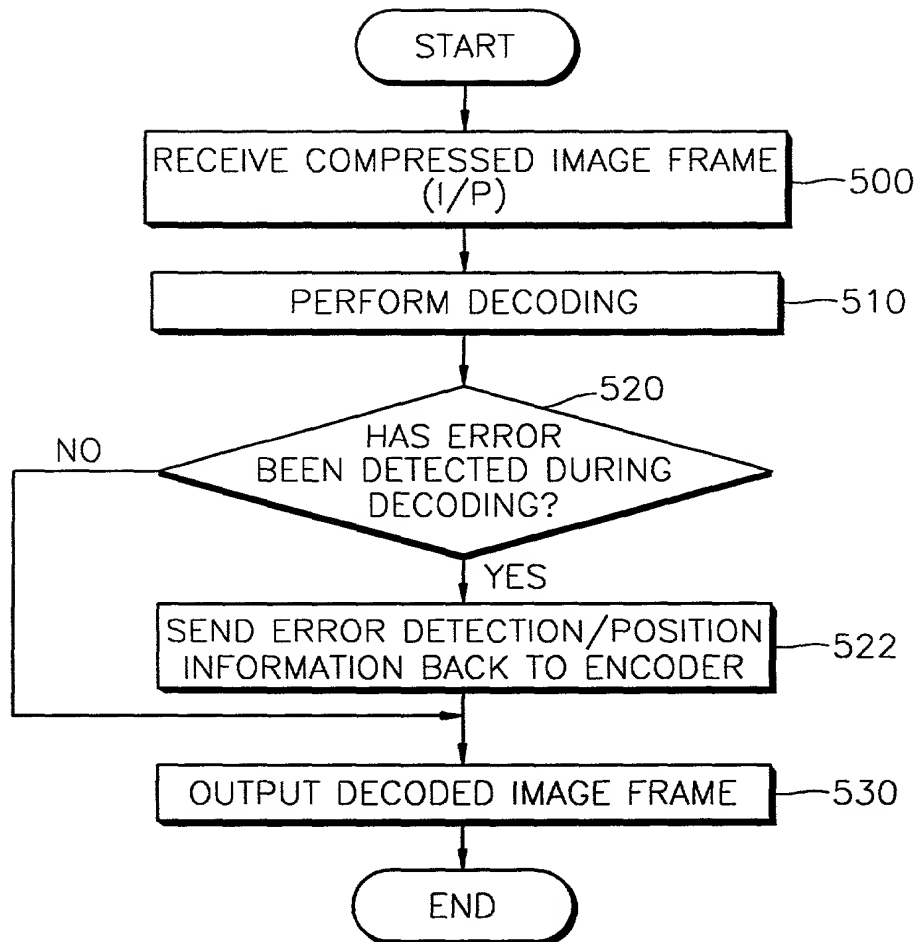 START
RECEIVE COMPRESSED IMAGE FRAME
(I/P)
500
PERFORM DECODING
510
520
HAS ERROR
BEEN DETECTED DURING
DECODING?
NO
YES
SEND ERROR DETECTION/POSITION
INFORMATION BACK TO ENCODER
522
OUTPUT DECODED IMAGE FRAME
530
END